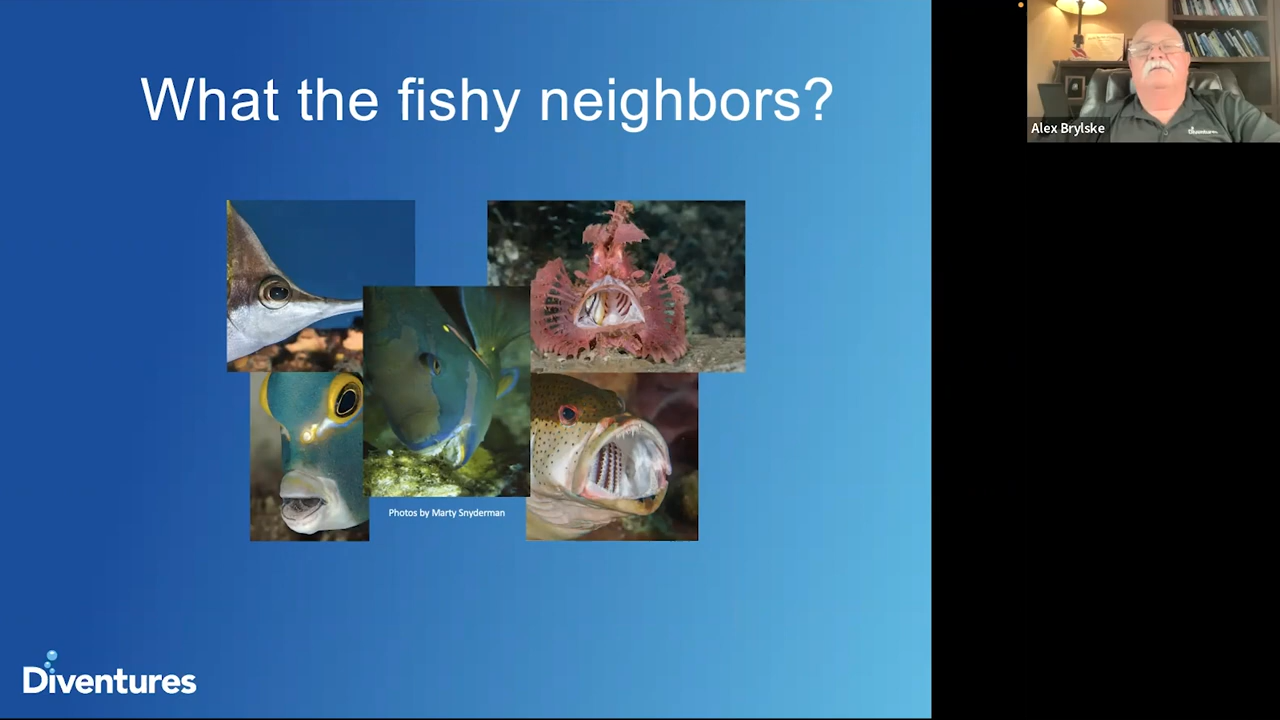 What the fishy neighbors?
Alex Brylske
Photos by Marty Snyderman
Diventures